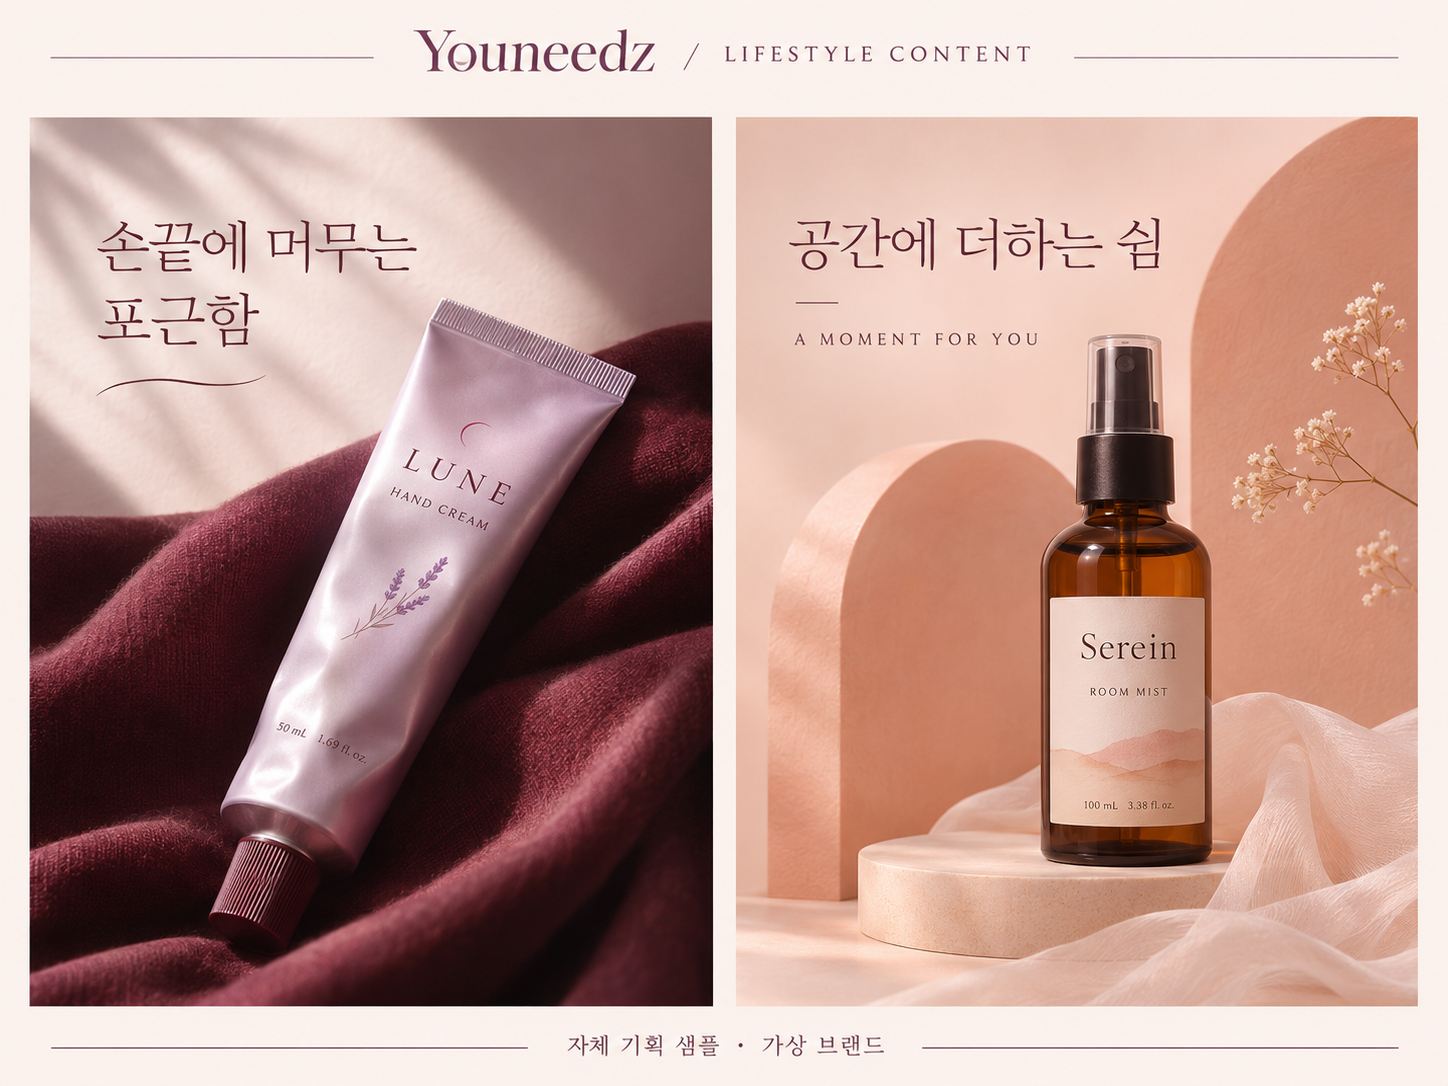 Youneedz / LIFESTYLE CONTENT
손끝에 머무는
포근함
LUNE
HAND CREAM
50 mL 1.69 fl. oz.
공간에 더하는 쉼
A MOMENT FOR YOU
Serein
ROOM MIST
100 mL 3.38 fl. oz.
자체 기획 샘플 · 가상 브랜드